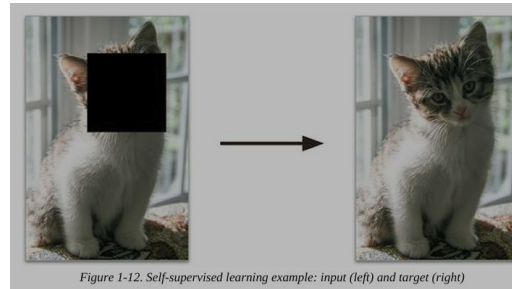 Figure 1-12. Self-supervised learning example: input (left) and target (right)